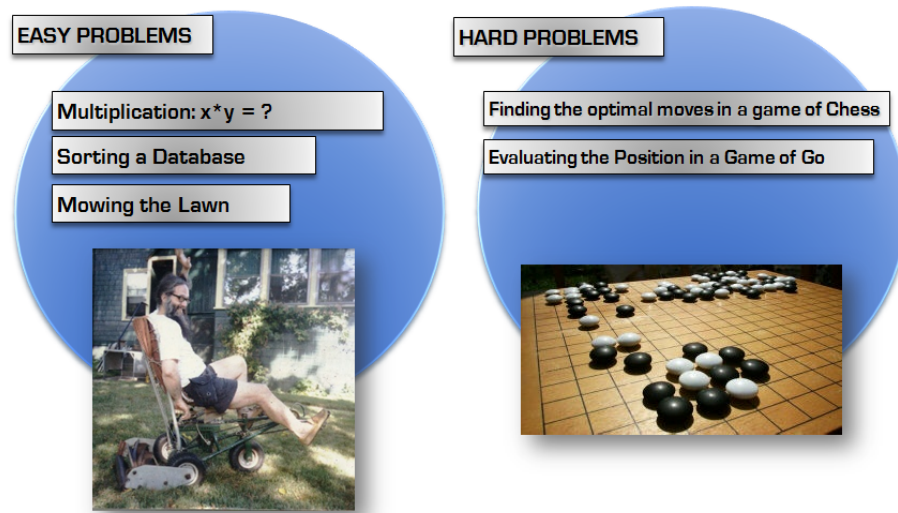 EASY PROBLEMS
Multiplication: x*y = ?
Sorting a Database
Mowing the Lawn
HARD PROBLEMS
Finding the optimal moves in a game of Chess
Evaluating the Position in a Game of Go